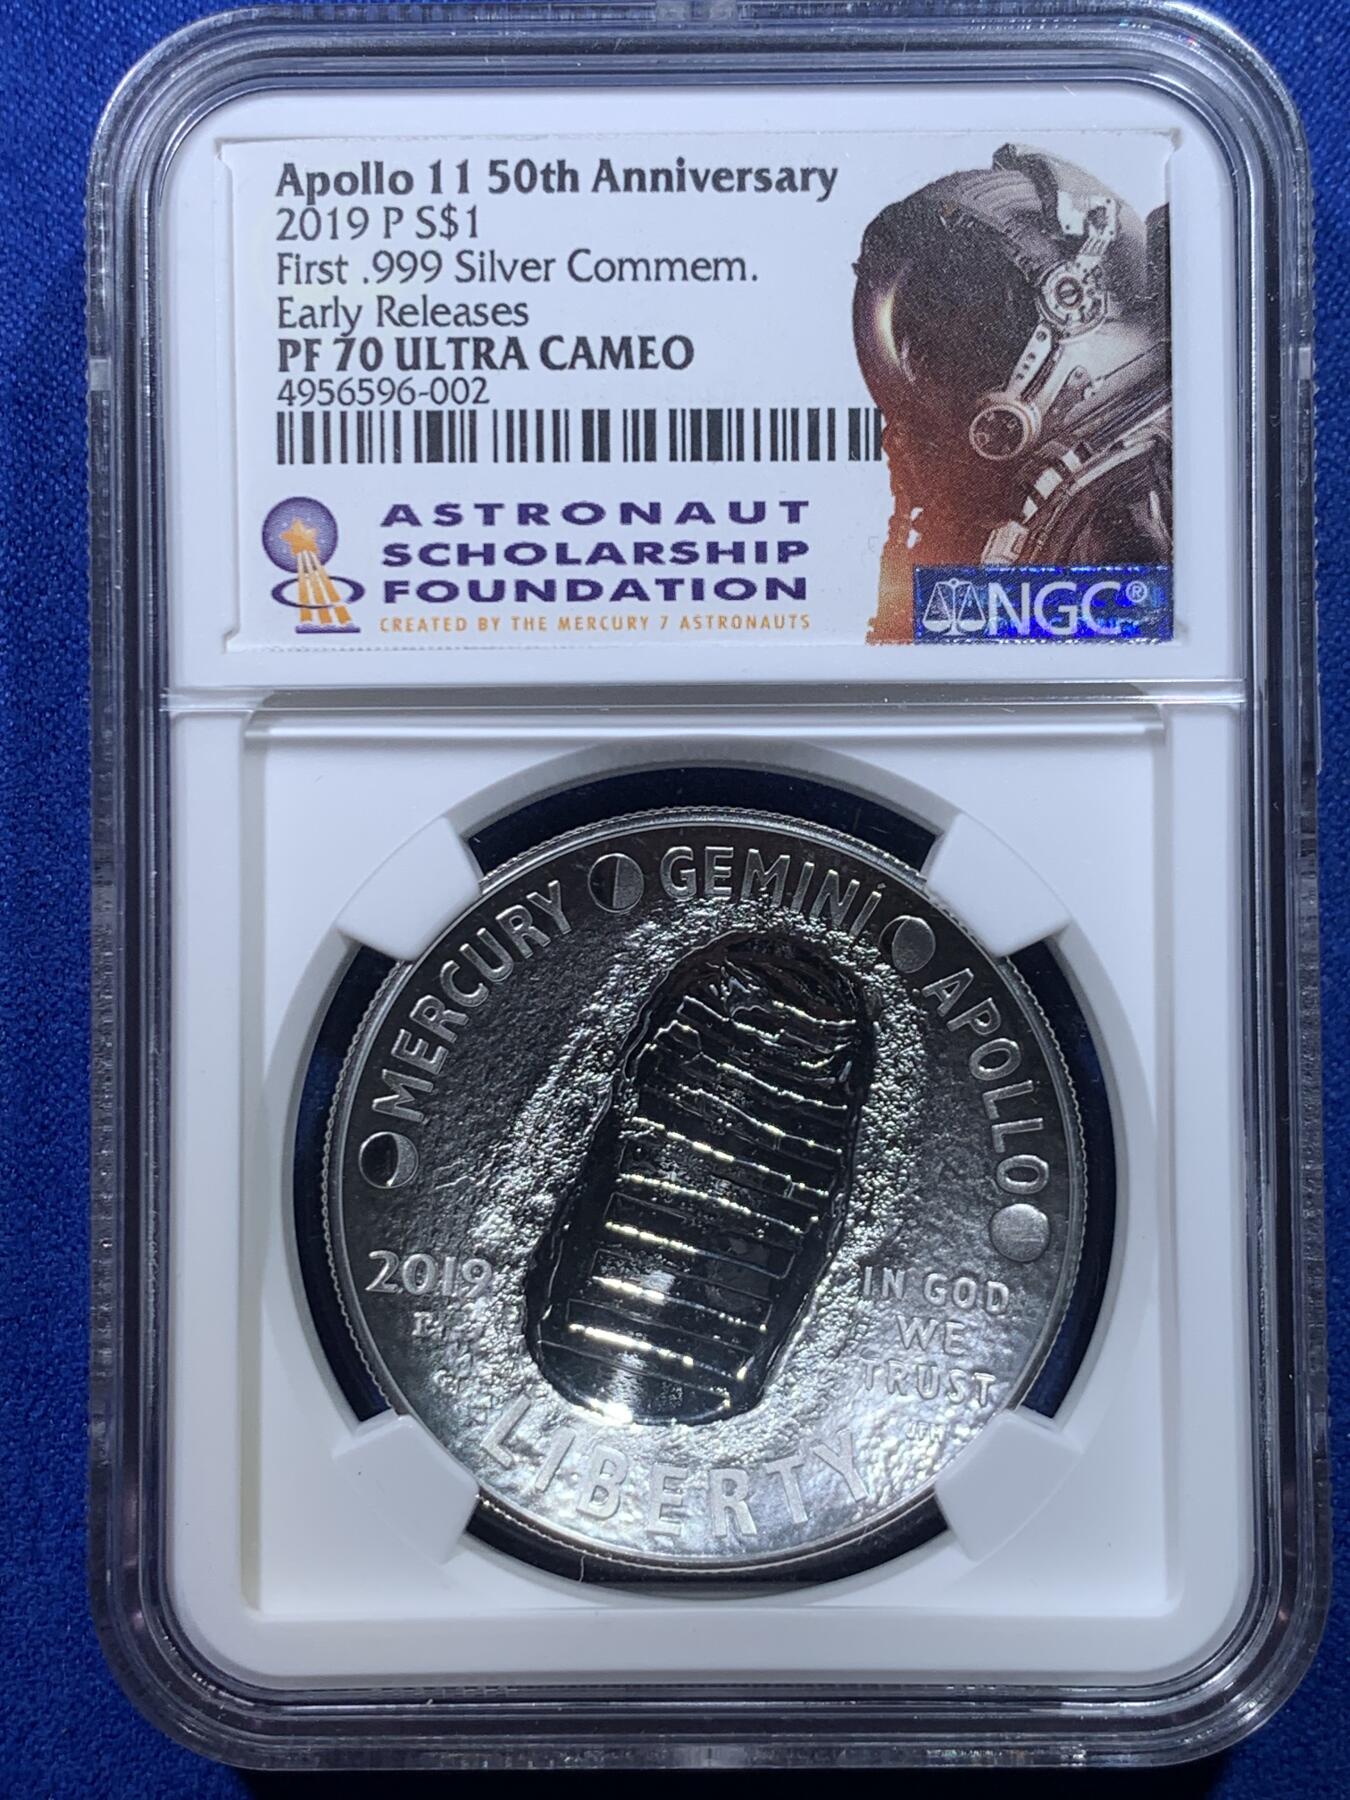 Apollo 11 50th Anniversary
2019 P S$1
First .999 Silver Commem.
Early Releases
PF 70 ULTRA CAMEO
4956596-002
ASTRONAUT
SCHOLARSHIP
FOUNDATION
CREATED BY THE MERCURY 7 ASTRONAUTS
NGC®
MERCURY GEMINI APOLLO
2019
P
IN GOD
WE
TRUST
JFM
LIBERTY